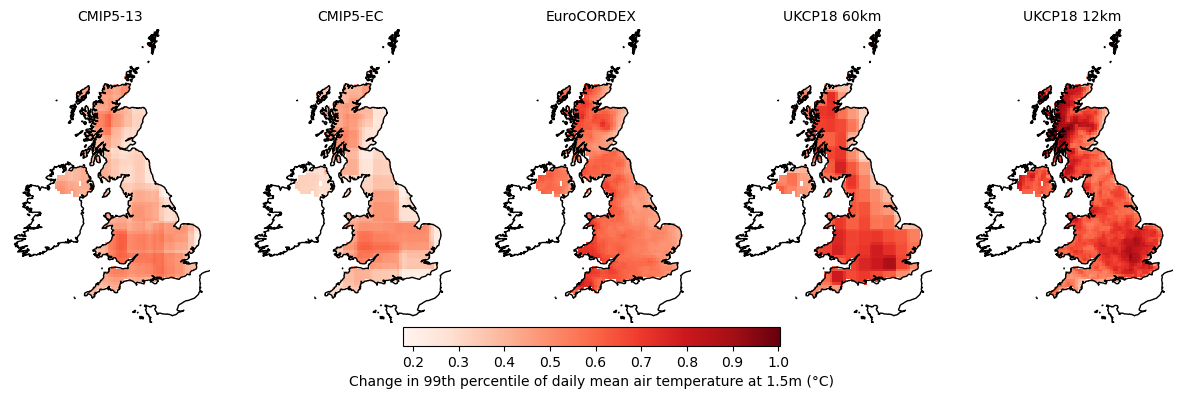 CMIP5-13
CMIP5-EC
EuroCORDEX
UKCP18 60km
UKCP18 12km
0.2 0.3 0.4 0.5 0.6 0.7 0.8 0.9 1.0
Change in 99th percentile of daily mean air temperature at 1.5m (°C)